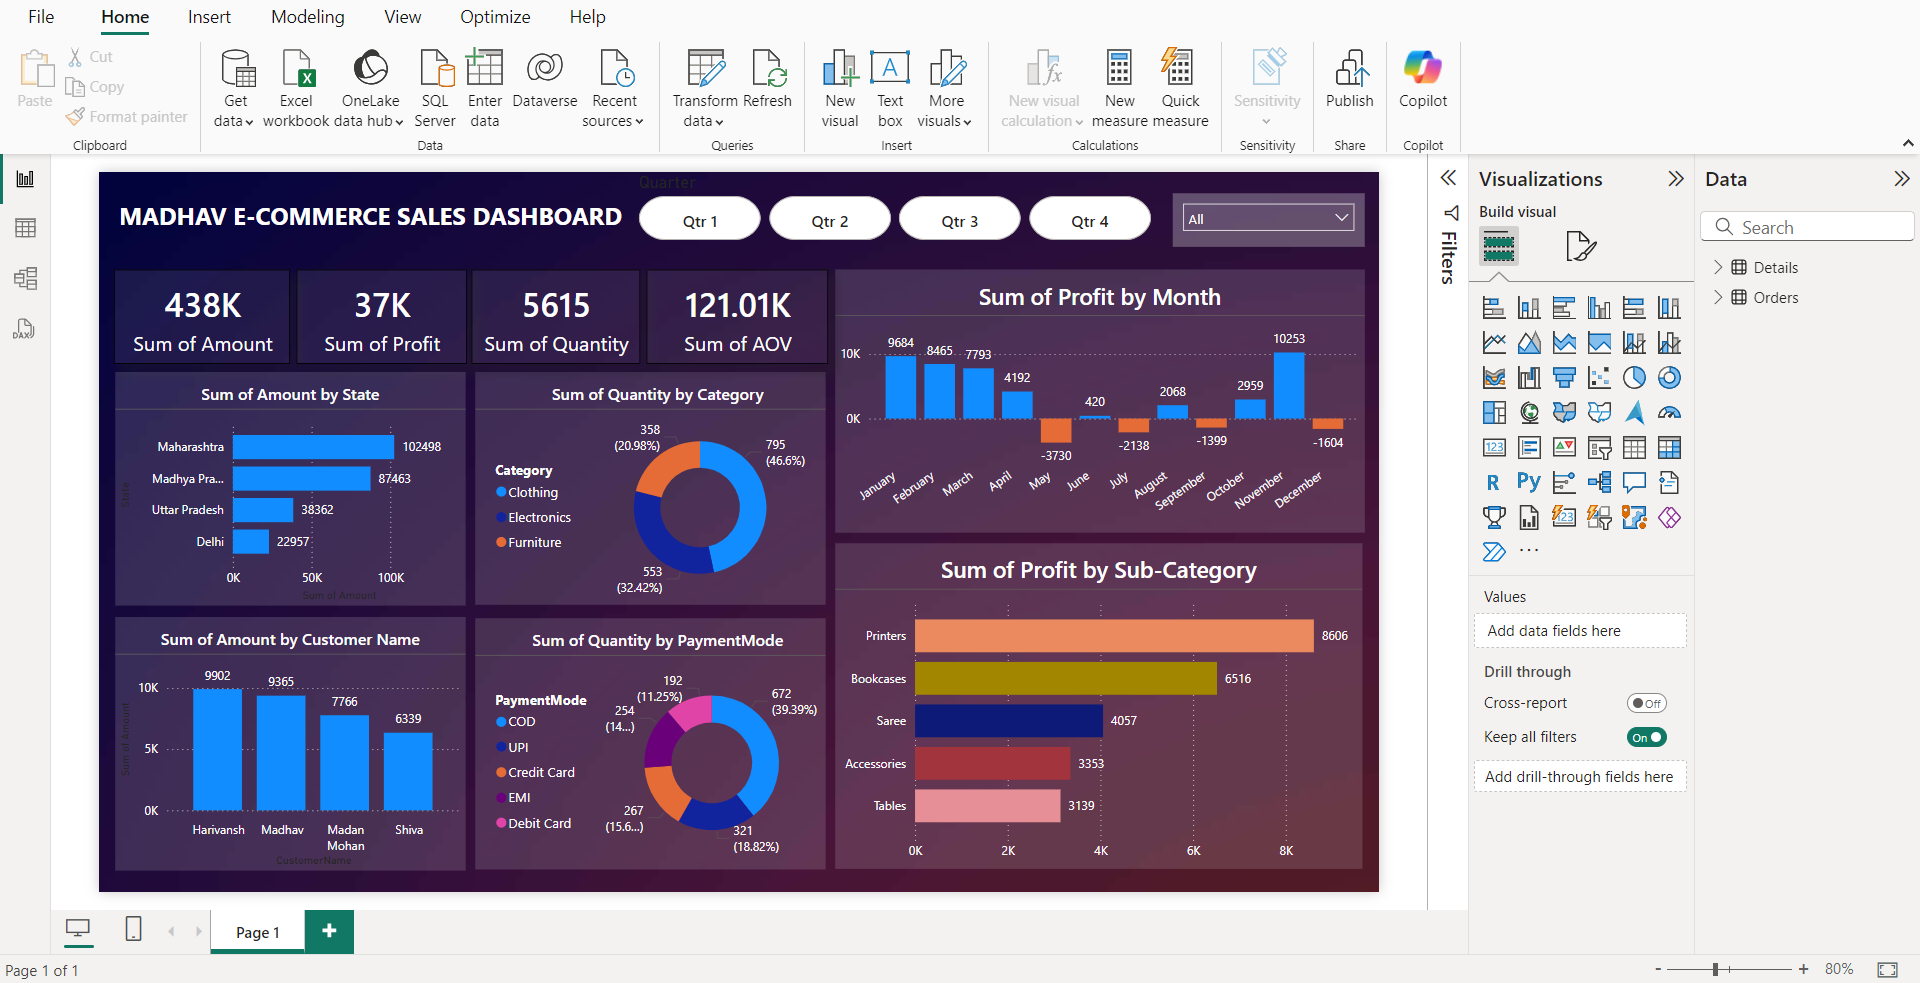 File Home Insert Modeling View Optimize Help
Paste
Cut
Copy
Format painter
Clipboard
Get data
Excel workbook
OneLake data hub
SQL Server
Enter data
Dataverse
Recent sources
Data
Transform data
Refresh
Queries
New visual
Text box
More visuals
Insert
New visual calculation
New measure
Quick measure
Calculations
Sensitivity
Sensitivity
Publish
Share
Copilot
Copilot
MADHAV E-COMMERCE SALES DASHBOARD
Quarter
Qtr 1
Qtr 2
Qtr 3
Qtr 4
All
438K
Sum of Amount
37K
Sum of Profit
5615
Sum of Quantity
121.01K
Sum of AOV
Sum of Profit by Month
10K
0K
9684
8465
7793
4192
-3730
420
-2138
2068
-1399
2959
10253
-1604
January
February
March
April
May
June
July
August
September
October
November
December
Sum of Amount by State
State
Maharashtra
102498
Madhya Pra...
87463
Uttar Pradesh
38362
Delhi
22957
0K
50K
100K
Sum of Amount
Sum of Quantity by Category
Category
Clothing
Electronics
Furniture
358
(20.98%)
795
(46.6%)
553
(32.42%)
Sum of Profit by Sub-Category
Printers
8606
Bookcases
6516
Saree
4057
Accessories
3353
Tables
3139
0K
2K
4K
6K
8K
Sum of Amount by Customer Name
Sum of Amount
10K
5K
0K
9902
9365
7766
6339
Harivansh
Madhav
Madan
Mohan
Shiva
CustomerName
Sum of Quantity by PaymentMode
PaymentMode
COD
UPI
Credit Card
EMI
Debit Card
192
(11.25%)
672
(39.39%)
254
(14...)
267
(15.6...)
321
(18.82%)
Filters
Visualizations
Build visual
R
Py
123
123
Values
Add data fields here
Drill through
Cross-report
Off
Keep all filters
On
Add drill-through fields here
Data
Search
Details
Orders
DAX
Page 1
+
Page 1 of 1
- + 80%